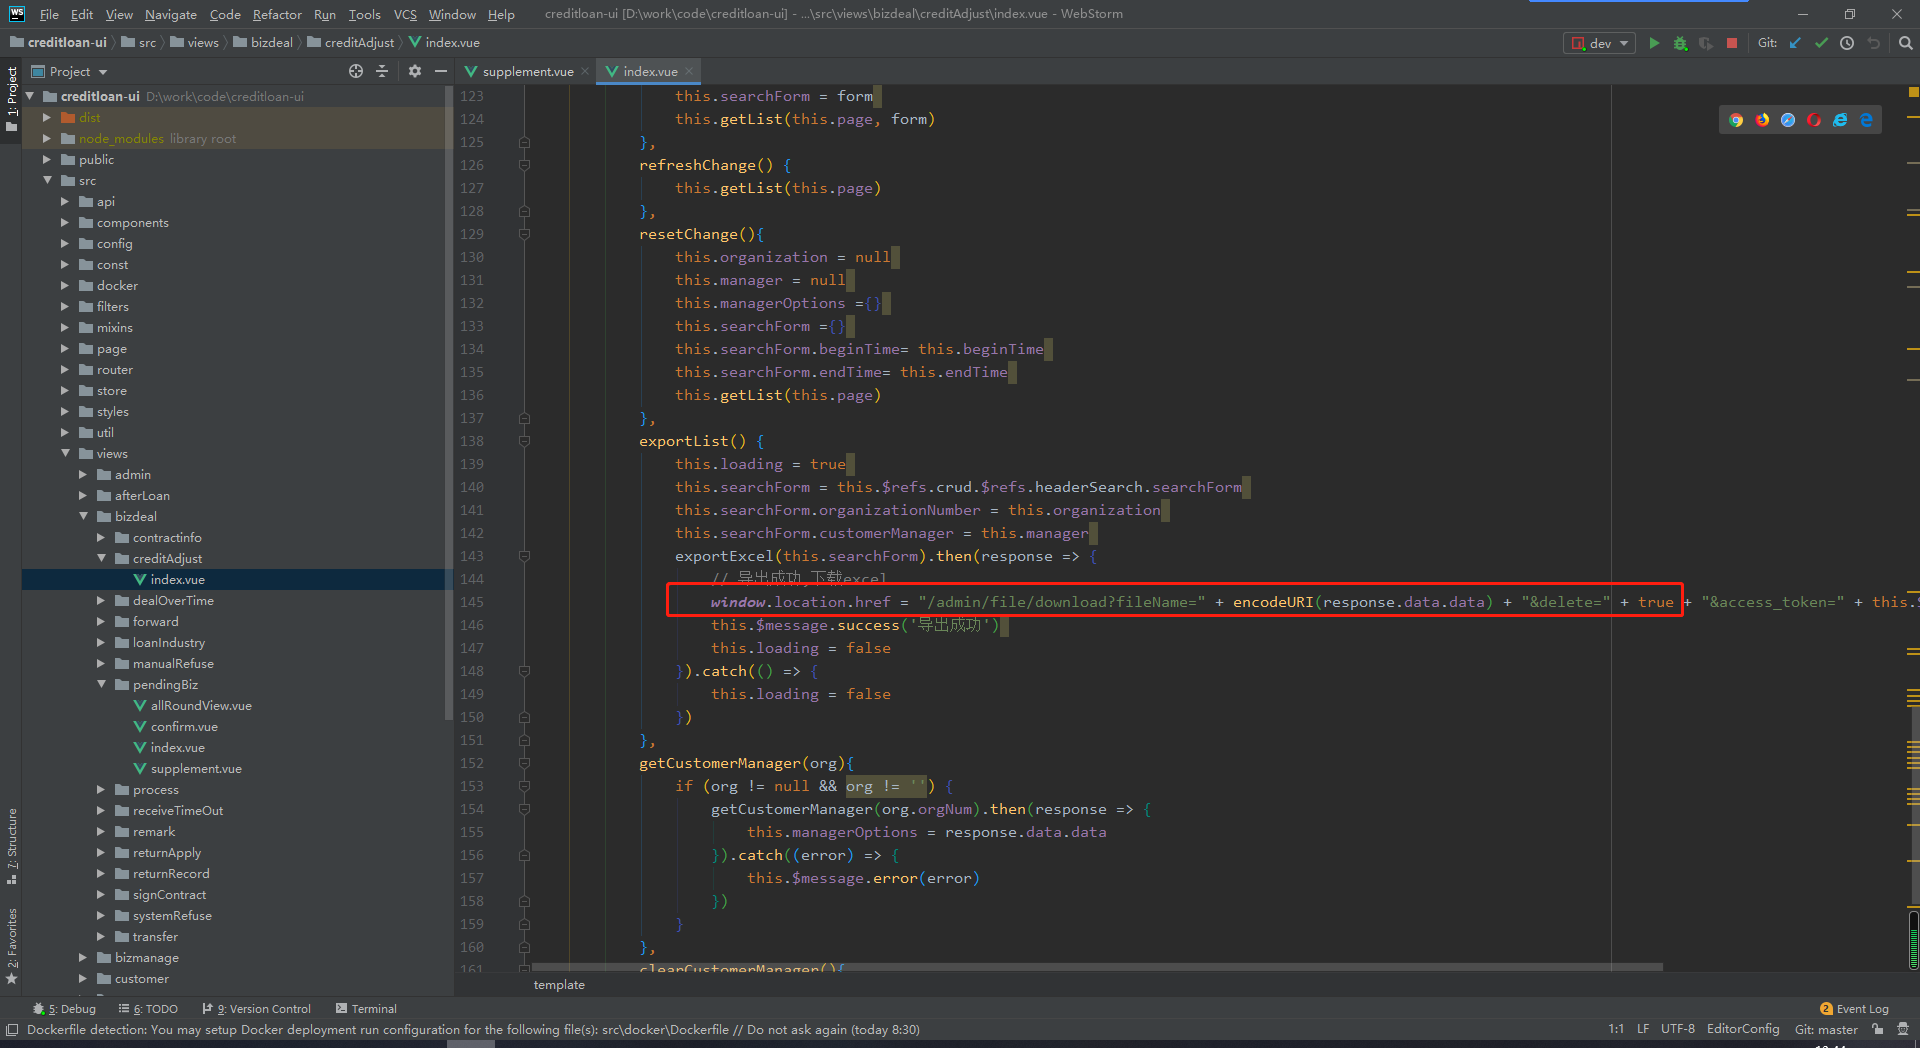 WS File Edit View Navigate Code Refactor Run Tools VCS Window Help creditloan-ui [D:\work\code\creditloan-ui] - ...\src\views\bizdeal\creditAdjust\index.vue - WebStorm
creditloan-ui src views bizdeal creditAdjust index.vue dev Git:
Project supplement.vue index.vue
1: Project
7: Structure
2: Favorites
creditloan-ui D:\work\code\creditloan-ui
dist
node_modules library root
public
src
api
components
config
const
docker
filters
mixins
page
router
store
styles
util
views
admin
afterLoan
bizdeal
contractinfo
creditAdjust
index.vue
dealOverTime
forward
loanIndustry
manualRefuse
pendingBiz
allRoundView.vue
confirm.vue
index.vue
supplement.vue
process
receiveTimeOut
remark
returnApply
returnRecord
signContract
systemRefuse
transfer
bizmanage
customer
123 this.searchForm = form
124 this.getList(this.page, form)
125 },
126 refreshChange() {
127 this.getList(this.page)
128 },
129 resetChange(){
130 this.organization = null
131 this.manager = null
132 this.managerOptions ={}
133 this.searchForm ={}
134 this.searchForm.beginTime= this.beginTime
135 this.searchForm.endTime= this.endTime
136 this.getList(this.page)
137 },
138 exportList() {
139 this.loading = true
140 this.searchForm = this.$refs.crud.$refs.headerSearch.searchForm
141 this.searchForm.organizationNumber = this.organization
142 this.searchForm.customerManager = this.manager
143 exportExcel(this.searchForm).then(response => {
144 // 导出成功,下载excel
145 window.location.href = "/admin/file/download?fileName=" + encodeURI(response.data.data) + "&delete=" + true + "&access_token=" + this.
146 this.$message.success('导出成功')
147 this.loading = false
148 }).catch(() => {
149 this.loading = false
150 })
151 },
152 getCustomerManager(org){
153 if (org != null && org != '') {
154 getCustomerManager(org.orgNum).then(response => {
155 this.managerOptions = response.data.data
156 }).catch((error) => {
157 this.$message.error(error)
158 })
159 }
160 },
161 clearCustomerManager(){
template
5: Debug 6: TODO 9: Version Control Terminal 2 Event Log
Dockerfile detection: You may setup Docker deployment run configuration for the following file(s): src\docker\Dockerfile // Do not ask again (today 8:30) 1:1 LF UTF-8 EditorConfig Git: master